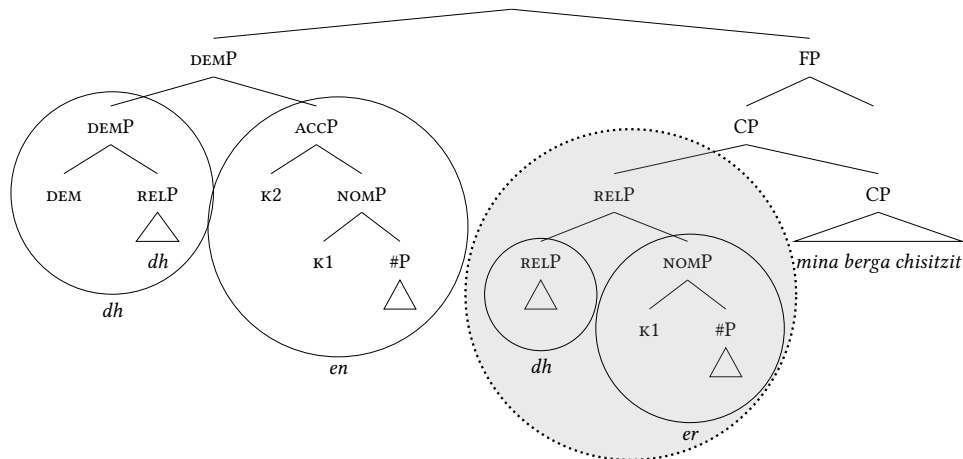 DEMP FP
DEMP ACCP CP
DEM RELP K2 NOMP RELP CP
dh K1 #P RELP NOMP mina berga chisitzit
dh K1 #P
en dh
er